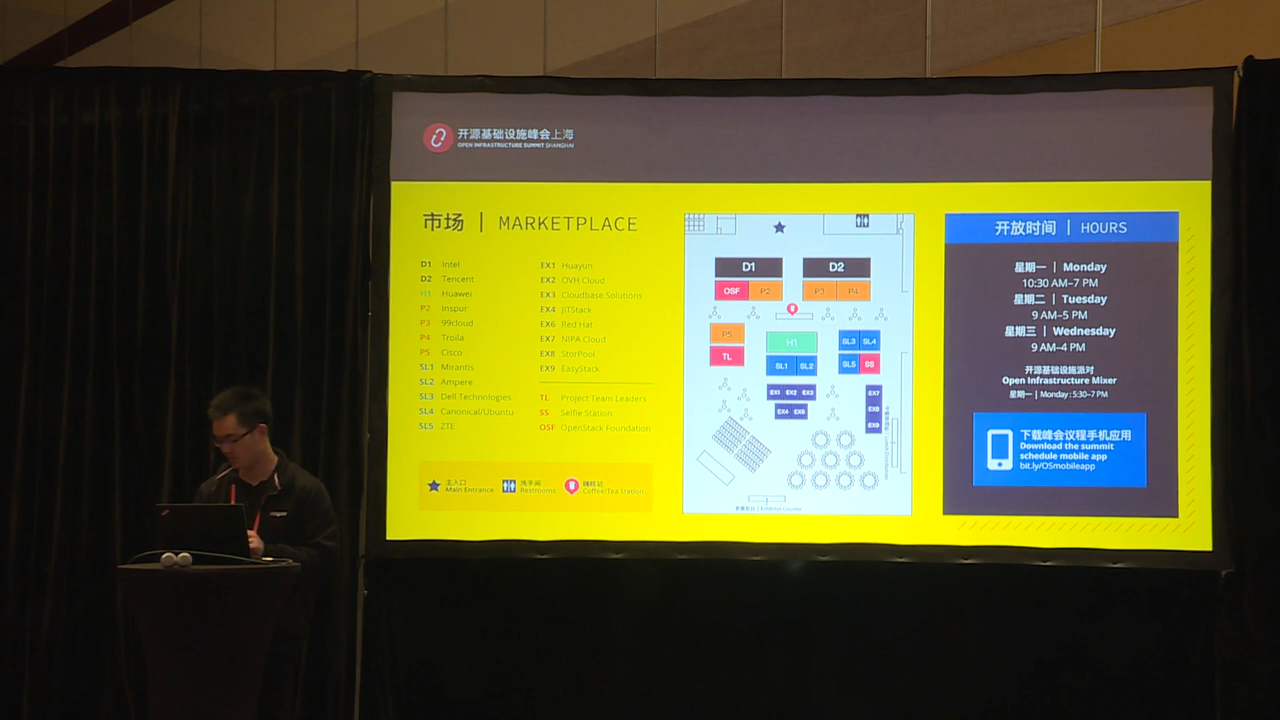 开源基础设施峰会上海
OPEN INFRASTRUCTURE SUMMIT SHANGHAI
市场 | MARKETPLACE
D1 Intel
D2 Tencent
H1 Huawei
P2 Inspur
P3 99cloud
P4 Troila
P5 Cisco
SL1 Mirantis
SL2 Ampere
SL3 Dell Technologies
SL4 Canonical/Ubuntu
SL5 ZTE
EX1 Huayun
EX2 OVH Cloud
EX3 Cloudbase Solutions
EX4 JITStack
EX6 Red Hat
EX7 NIPA Cloud
EX8 StorPool
EX9 EasyStack
TL Project Team Leaders
SS Selfie Station
OSF OpenStack Foundation
主入口
Main Entrance
洗手间
Restrooms
咖啡站
Coffee/Tea Station
D1 D2
OSF P2 P3 P4
P5 H1 SL3 SL4
TL SL1 SL2 SL5 SS
EX1 EX2 EX3 EX7
EX4 EX6 EX8
EX9
开放时间 | HOURS
星期一 | Monday
10:30 AM–7 PM
星期二 | Tuesday
9 AM–5 PM
星期三 | Wednesday
9 AM–4 PM
开源基础设施派对
Open Infrastructure Mixer
星期一 | Monday : 5:30–7 PM
下载峰会议程手机应用
Download the summit
schedule mobile app
bit.ly/OSmobileapp